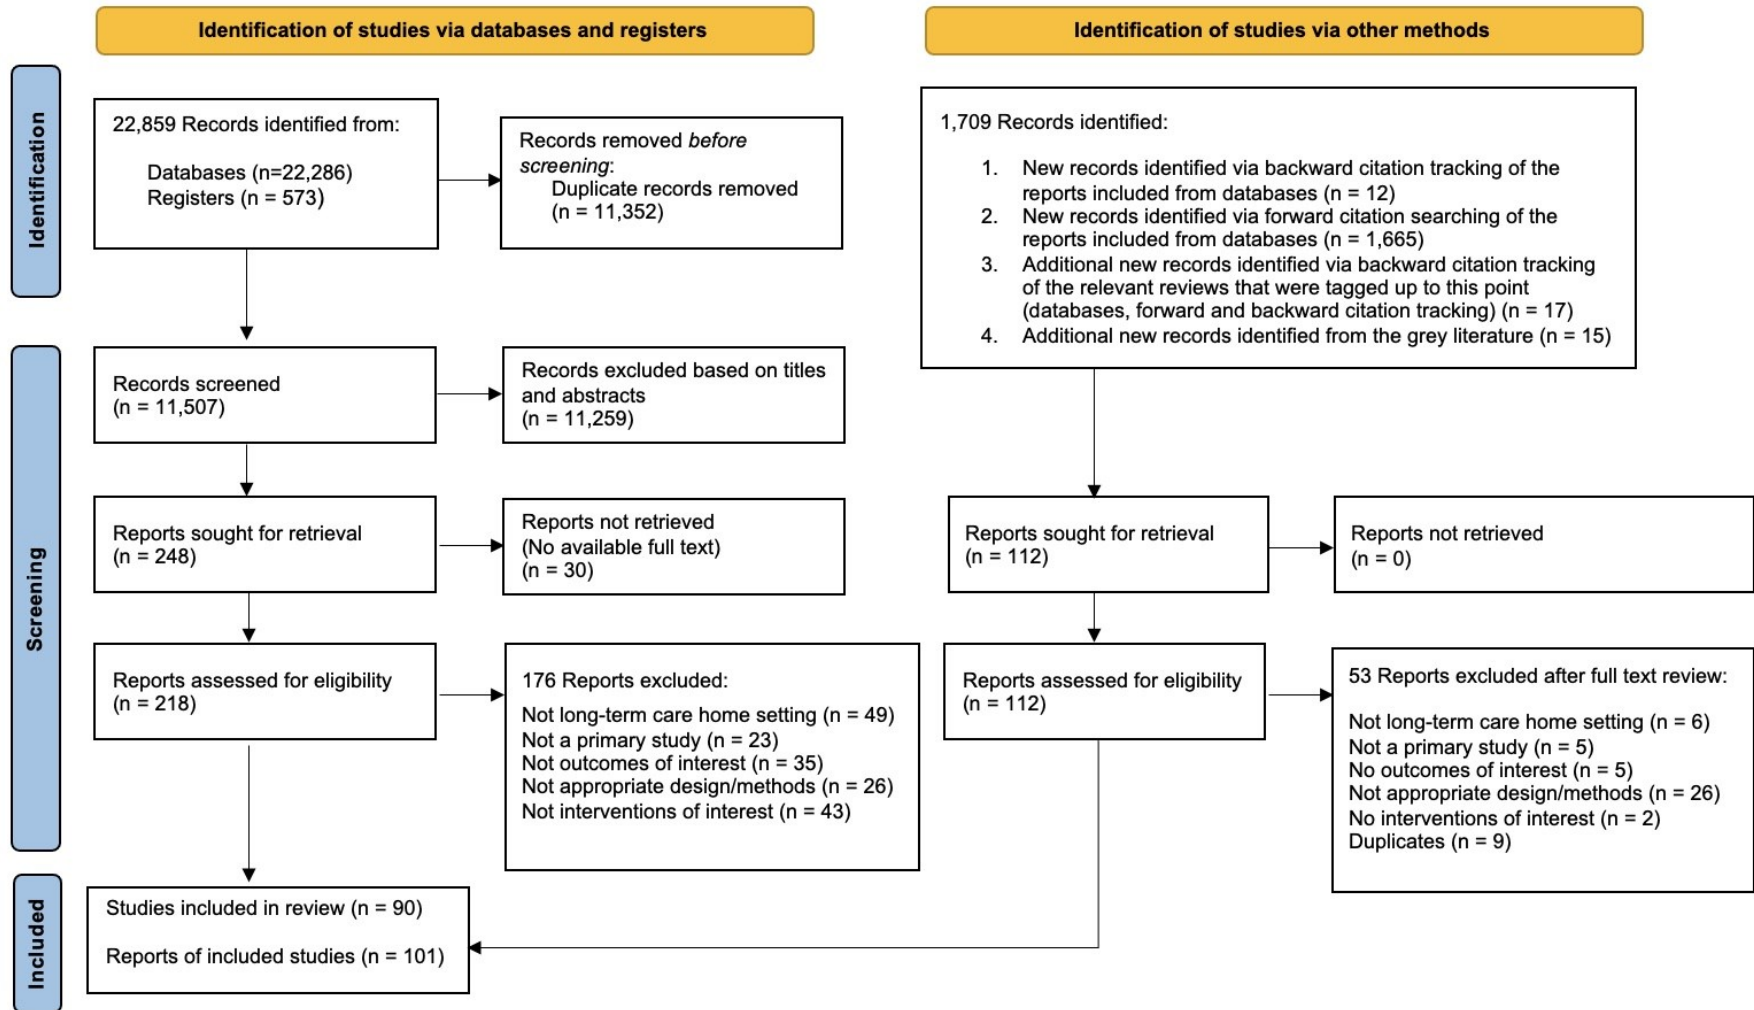 Identification of studies via databases and registers
Identification of studies via other methods
Identification
22,859 Records identified from:
Databases (n=22,286)
Registers (n = 573)
Records removed before
screening:
Duplicate records removed
(n = 11,352)
1,709 Records identified:
1. New records identified via backward citation tracking of the
reports included from databases (n = 12)
2. New records identified via forward citation searching of the
reports included from databases (n = 1,665)
3. Additional new records identified via backward citation tracking
of the relevant reviews that were tagged up to this point
(databases, forward and backward citation tracking) (n = 17)
4. Additional new records identified from the grey literature (n = 15)
Screening
Records screened
(n = 11,507)
Records excluded based on titles
and abstracts
(n = 11,259)
Reports sought for retrieval
(n = 248)
Reports not retrieved
(No available full text)
(n = 30)
Reports sought for retrieval
(n = 112)
Reports not retrieved
(n = 0)
Reports assessed for eligibility
(n = 218)
176 Reports excluded:
Not long-term care home setting (n = 49)
Not a primary study (n = 23)
Not outcomes of interest (n = 35)
Not appropriate design/methods (n = 26)
Not interventions of interest (n = 43)
Reports assessed for eligibility
(n = 112)
53 Reports excluded after full text review:
Not long-term care home setting (n = 6)
Not a primary study (n = 5)
No outcomes of interest (n = 5)
Not appropriate design/methods (n = 26)
No interventions of interest (n = 2)
Duplicates (n = 9)
Included
Studies included in review (n = 90)
Reports of included studies (n = 101)